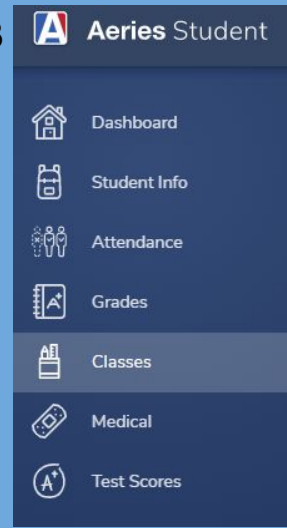 Aeries Student
Dashboard
Student Info
Attendance
Grades
Classes
Medical
Test Scores